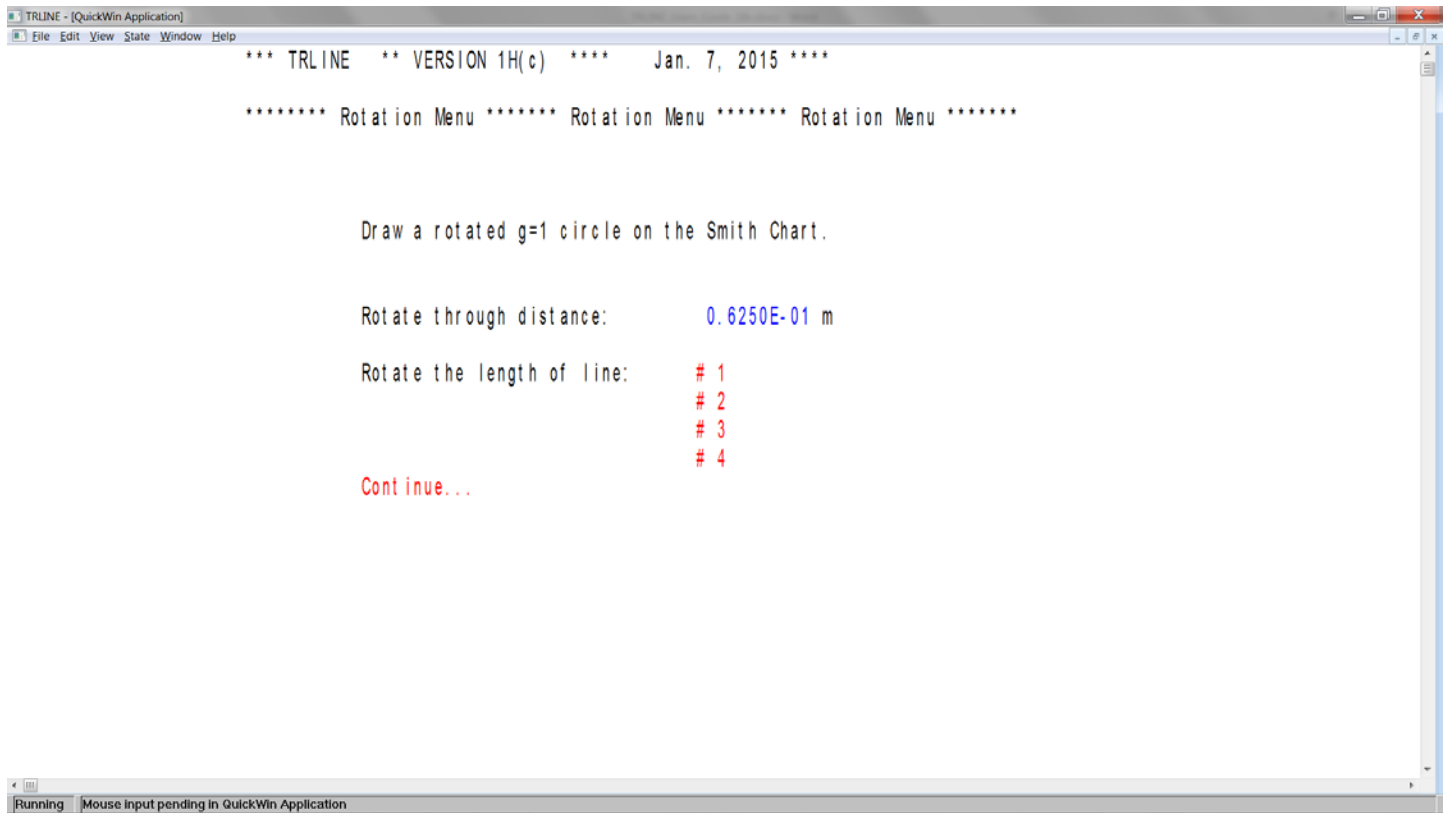 TRLINE - [QuickWin Application]
File Edit View State Window Help
*** TRLINE ** VERSION 1H(c) **** Jan. 7, 2015 ****
******** Rotation Menu ******* Rotation Menu ******* Rotation Menu *******
Draw a rotated g=1 circle on the Smith Chart.
Rotate through distance: 0.6250E-01 m
Rotate the length of line: # 1
# 2
# 3
# 4
Continue...
Running Mouse input pending in QuickWin Application